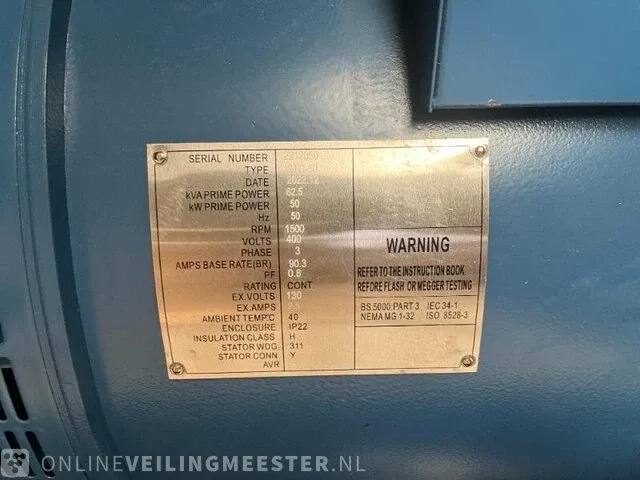 SERIAL NUMBER 2212050
TYPE
DATE 2022.12
kVA PRIME POWER 62.5
kW PRIME POWER 50
Hz 50
RPM 1500
VOLTS 400
PHASE 3
AMPS BASE RATE(BR) 90.3
PF 0.8
RATING CONT
EX.VOLTS 130
EX.AMPS
AMBIENT TEMP°C 40
ENCLOSURE IP22
INSULATION CLASS H
STATOR WDG 311
STATOR CONN Y
AVR
WARNING
REFER TO THE INSTRUCTION BOOK
REFORE FLASH OR MEGGER TESTING
BS 5000:PART 3 IEC 34-1
NEMA MG 1-32 ISO 8528-3
ONLINEVEILINGMEESTER.NL